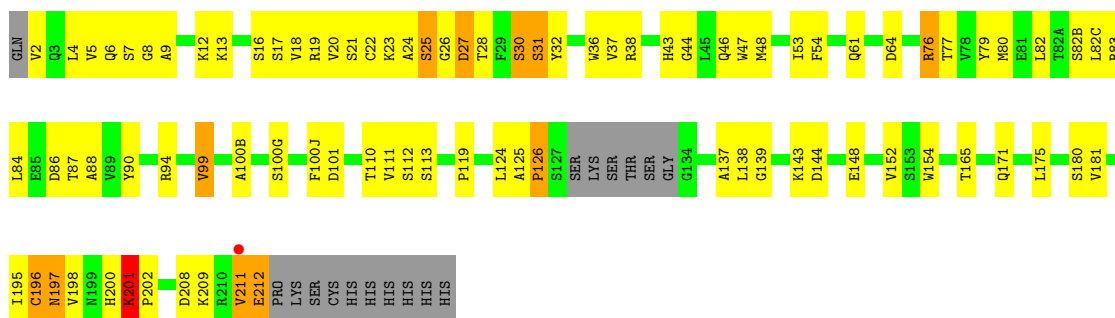 GLN V2 Q3 L4 V5 Q6 S7 G8 A9 K12 K13 S16 S17 V18 R19 V20 S21 C22 K23 A24 S25 G26 D27 T28 F29 S30 S31 Y32 W36 V37 R38 H43 G44 L45 Q46 W47 M48 I53 F54 Q61 D64 R76 T77 V78 Y79 M80 E81 L82 T82A S82B L82C
L84 E85 D86 T87 A88 V89 Y90 R94 V99 A100B S100G F100J D101 T110 V111 S112 S113 P119 L124 A125 P126 S127 SER LYS SER THR SER GLY G134 A137 L138 G139 K143 D144 E148 V152 S153 W154 T165 Q171 L175 S180 V181
I195 C196 N197 V198 N199 H200 K201 P202 D208 K209 R210 V211 E212 PRO LYS SER CYS HIS HIS HIS HIS HIS HIS